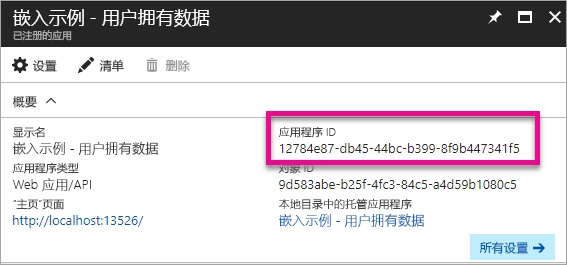 嵌入示例 - 用户拥有数据
已注册的应用
设置 清单 删除
概要
显示名
嵌入示例 - 用户拥有数据
应用程序类型
Web 应用/API
“主页”页面
http://localhost:13526/
应用程序 ID
12784e87-db45-44bc-b399-8f9b447341f5
对象 ID
9d583abe-b25f-4fc3-84c5-a4d59b1080c5
本地目录中的托管应用程序
嵌入示例 - 用户拥有数据
所有设置